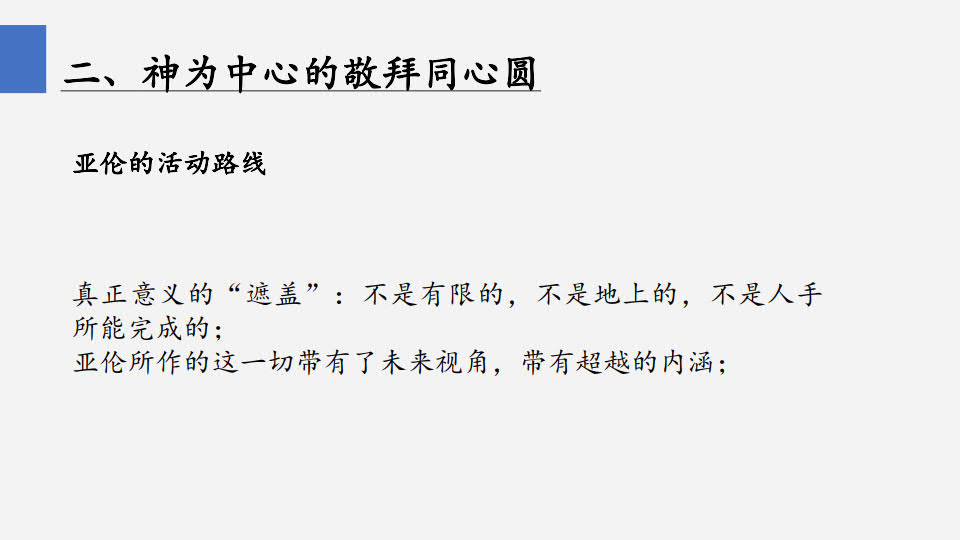 二、神为中心的敬拜同心圆
亚伦的活动路线
真正意义的“遮盖”：不是有限的，不是地上的，不是人手
所能完成的；
亚伦所作的这一切带有了未来视角，带有超越的内涵；